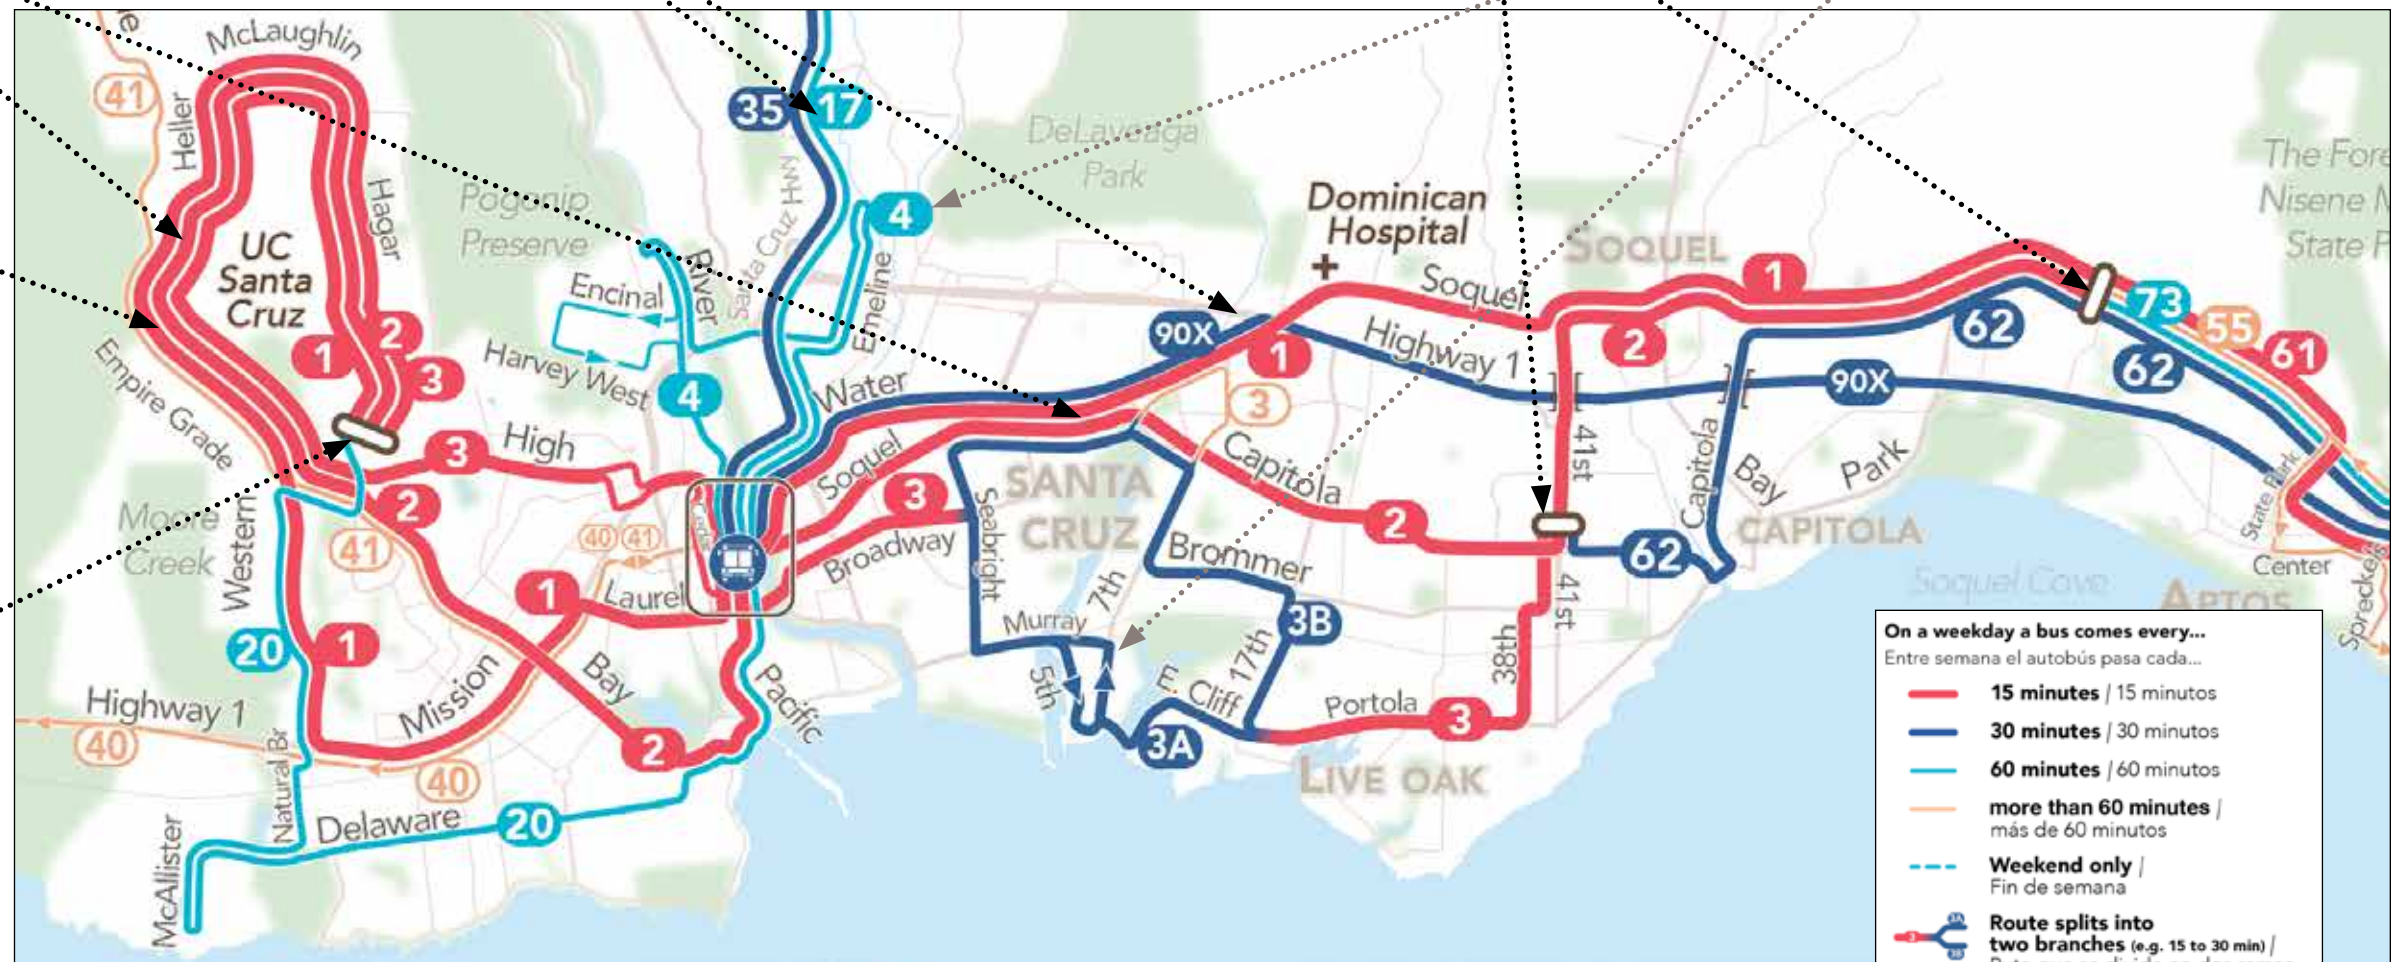 McLaughlin
41
Heller
Hagar
UC
Santa
Cruz
1
2
3
Empire Grade
Pogonip
Preserve
35
17
Santa Cruz Hwy
DeLaveaga
Park
4
River
Encinal
Emeline
Harvey West
4
Water
90X
1
3
Dominican
Hospital
Soquel
SOQUEL
Highway 1
1
2
62
90X
73
55
61
62
The Fore
Nisene M
State P
3
High
2
Moore
Creek
Western
41
40
41
Cedar
Laurel
1
Soquel
3
Broadway
SANTA
CRUZ
Seabright
Capitola
2
41st
Capitola
Bay
Park
CAPITOLA
62
Brommer
3B
7th
Murray
5th
E. Cliff
17th
3A
Portola
3
38th
41st
LIVE OAK
20
1
Highway 1
40
Mission
Bay
2
Pacific
40
Natural Br
Delaware
20
McAllister
Soquel Cove
State Park
Center
APTOS
Spreckels
On a weekday a bus comes every...
Entre semana el autobús pasa cada...
15 minutes / 15 minutos
30 minutes / 30 minutos
60 minutes / 60 minutos
more than 60 minutes /
más de 60 minutos
Weekend only /
Fin de semana
3
3A
3B
Route splits into
two branches (e.g. 15 to 30 min) /